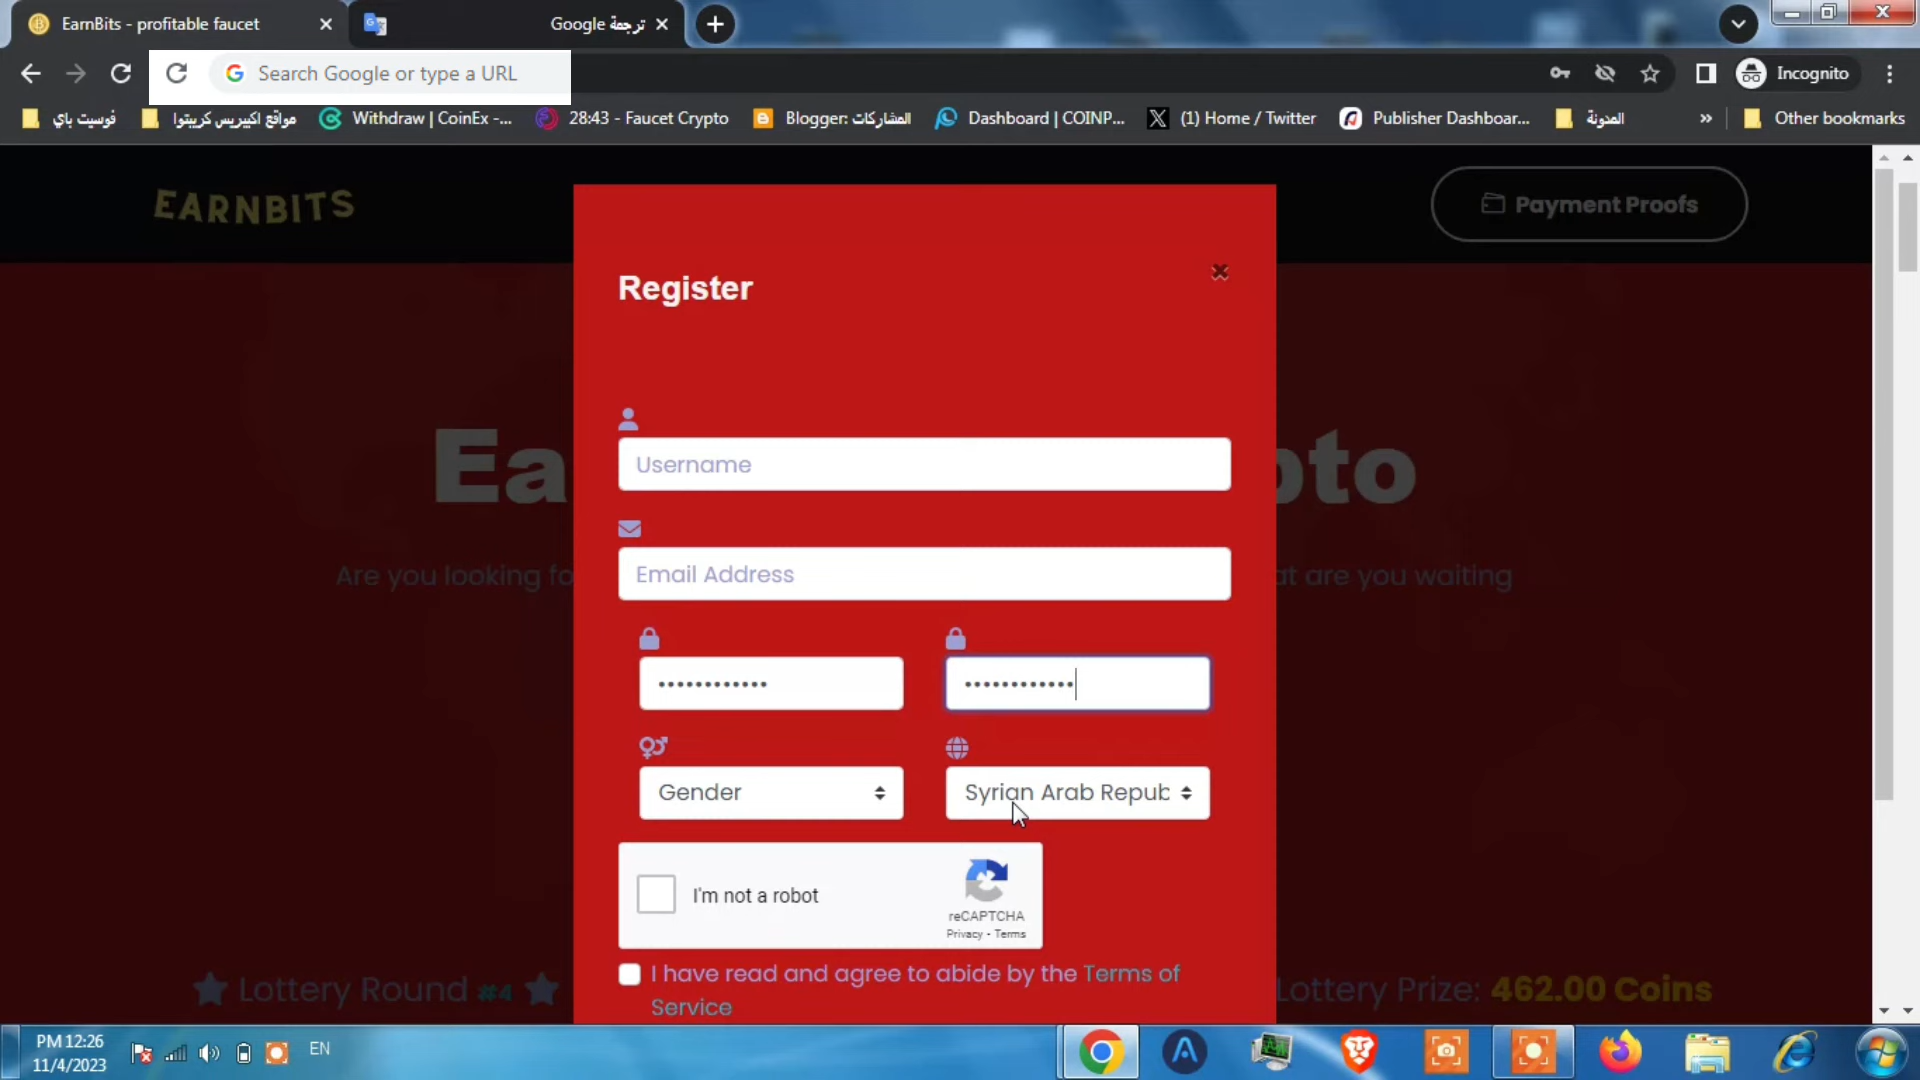 EarnBits - profitable faucet
ترجمة Google
Search Google or type a URL
Incognito
فوسيت باي
مواقع اكبيريس كريبتوا
Withdraw | CoinEx -...
28:43 - Faucet Crypto
Blogger: المشاركات
Dashboard | COINP...
(1) Home / Twitter
Publisher Dashboar...
المدونة
»
Other bookmarks
EARNBITS
Payment Proofs
Register
Ea
pto
Username
Email Address
Are you looking fo
at are you waiting
••••••••••••
••••••••••••
Gender
Syrian Arab Repub
I'm not a robot
reCAPTCHA
Privacy - Terms
I have read and agree to abide by the Terms of
Service
Lottery Round #4
Lottery Prize: 462.00 Coins
PM 12:26
11/4/2023
EN